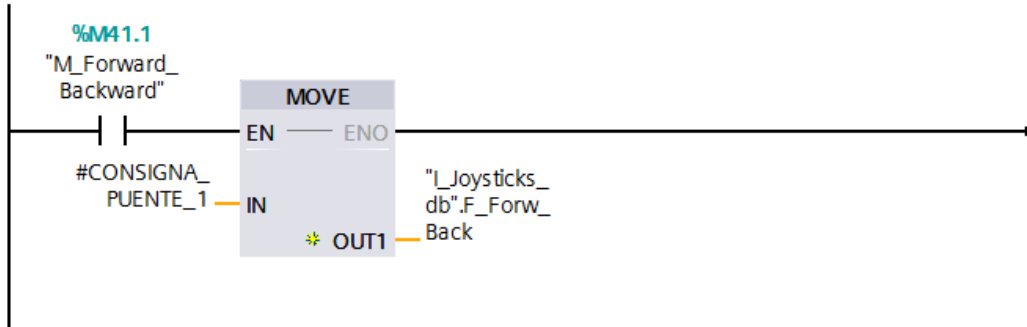 %M41.1
"M_Forward_
Backward"
MOVE
EN
ENO
#CONSIGNA_
PUENTE_1
IN
"I_Joysticks_
db".F_Forw_
Back
OUT1